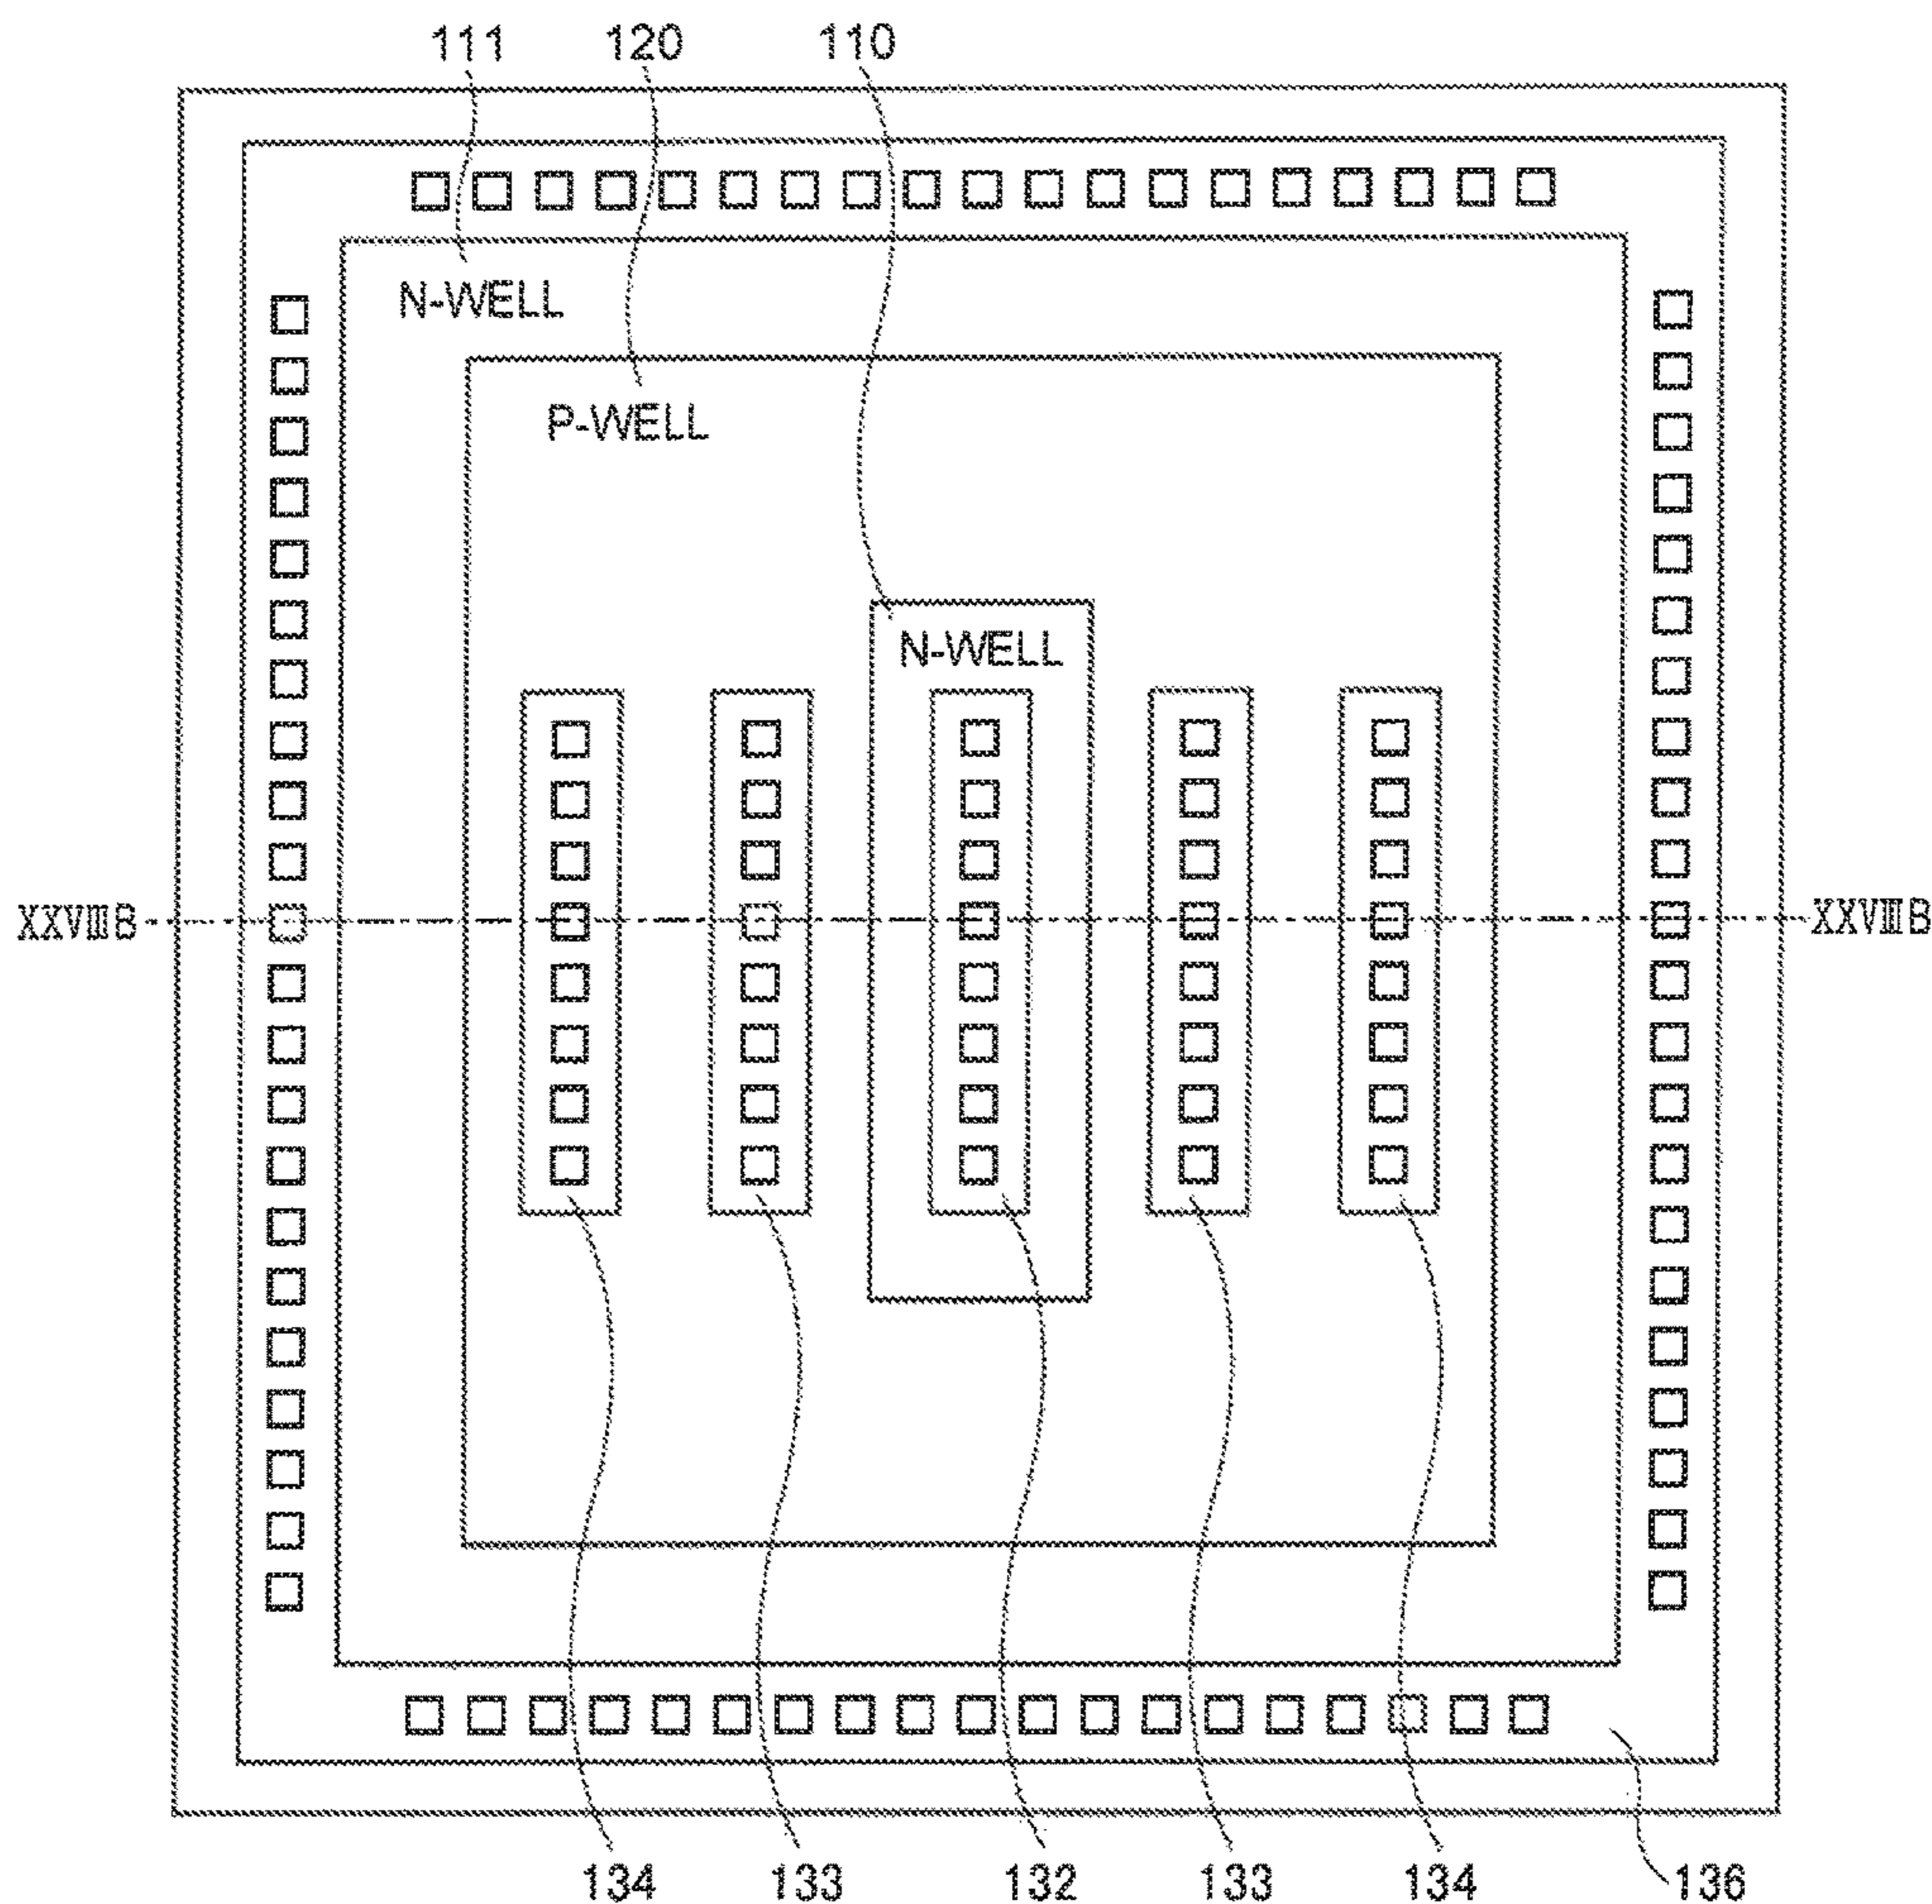 111 120 110
N-WELL
P-WELL
N-WELL
XXVIIIB XXVIIIB
134 133 132 133 134 136